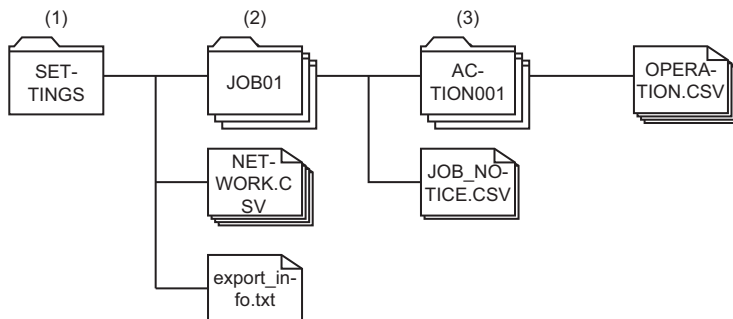 (1)
(2)
(3)
SET-
TINGS
JOB01
AC-
TION001
OPERA-
TION.CSV
NET-
WORK.C
SV
JOB_NO-
TICE.CSV
export_in-
fo.txt